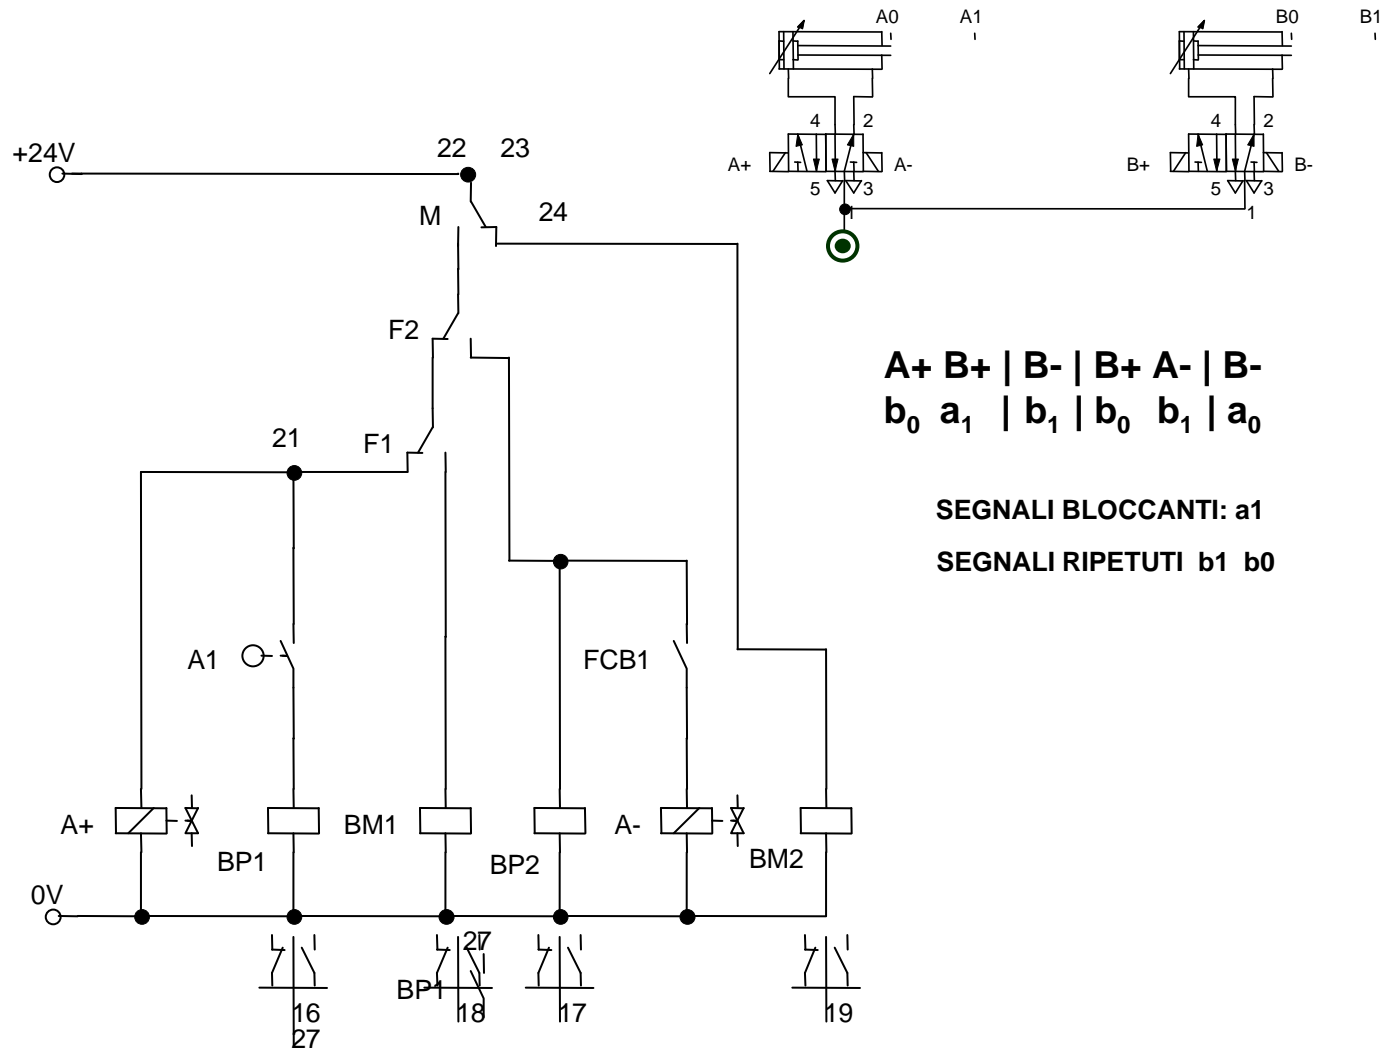 A0 A1 B0 B1
4 2 4 2
A+ A- B+ B-
5 3 5 3
1
+24V 22 23
M 24
F2
A+ B+ | B- | B+ A- | B-
b0 a1 | b1 | b0 b1 | a0
21 F1
SEGNALI BLOCCANTI: a1
SEGNALI RIPETUTI b1 b0
A1 FCB1
A+ BM1 A-
BP1 BP2 BM2
0V
27
BP1
16 18 17 19
27